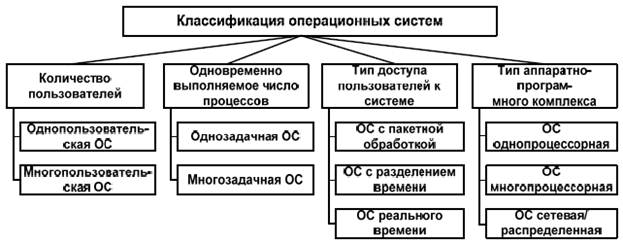 Классификация операционных систем
Количество
пользователей
Однопользователь-
ская ОС
Многопользователь-
ская ОС
Одновременно
выполняемое число
процессов
Однозадачная ОС
Многозадачная ОС
Тип доступа
пользователей к
системе
ОС с пакетной
обработкой
ОС с разделением
времени
ОС реального
времени
Тип аппаратно-
програм-
много комплекса
ОС
однопроцессорная
ОС
многопроцессорная
ОС сетевая/
распределенная